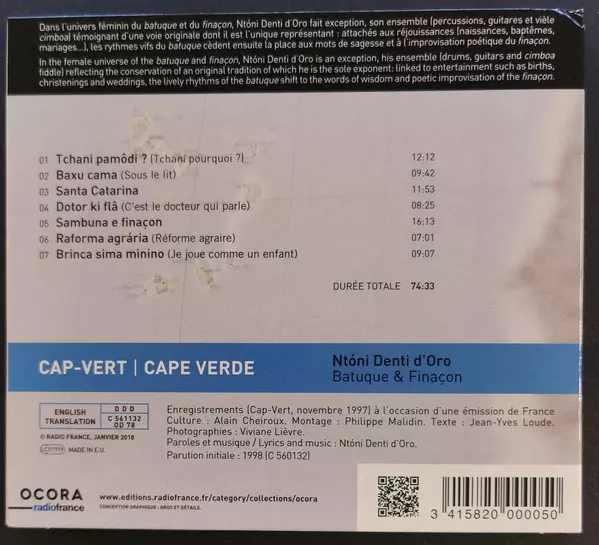 Dans l'univers féminin du batuque et du finaçon, Ntóni Denti d'Oro fait exception, son ensemble (percussions, guitares et vièle
cimboa) témoignant d'une voie originale dont il est l'unique représentant : attachés aux réjouissances (naissances, baptêmes,
mariages...), les rythmes vifs du batuque cèdent ensuite la place aux mots de sagesse et à l'improvisation poétique du finaçon.
In the female universe of the batuque and finaçon, Ntóni Denti d'Oro is an exception, his ensemble (drums, guitars and cimboa
fiddle) reflecting the conservation of an original tradition of which he is the sole exponent: linked to entertainment such as births,
christenings and weddings, the lively rhythms of the batuque shift to the words of wisdom and poetic improvisation of the finaçon.
01 Tchani pamôdi ? (Tchani pourquoi ?) 12:12
02 Baxu cama (Sous le lit) 09:42
03 Santa Catarina 11:53
04 Dotor ki flâ (C'est le docteur qui parle) 08:25
05 Sambuna e finaçon 16:13
06 Raforma agrária (Réforme agraire) 07:01
07 Brinca sima minino (Je joue comme un enfant) 09:07
DURÉE TOTALE 74:33
CAP-VERT | CAPE VERDE
Ntóni Denti d'Oro
Batuque & Finaçon
ENGLISH
TRANSLATION
D D D
C 561132
DD 78
© RADIO FRANCE, JANVIER 2018
MADE IN E.U.
Enregistrements (Cap-Vert, novembre 1997) à l'occasion d'une émission de France
Culture : Alain Cheiroux. Montage : Philippe Malidin. Texte : Jean-Yves Loude.
Photographies : Viviane Lièvre.
Paroles et musique / Lyrics and music : Ntóni Denti d'Oro.
Parution initiale : 1998 (C 560132)
OCORA
radiofrance
www.editions.radiofrance.fr/category/collections/ocora
CONCEPTION GRAPHIQUE : BROS ET DÉTAILS.
3 415820 000050